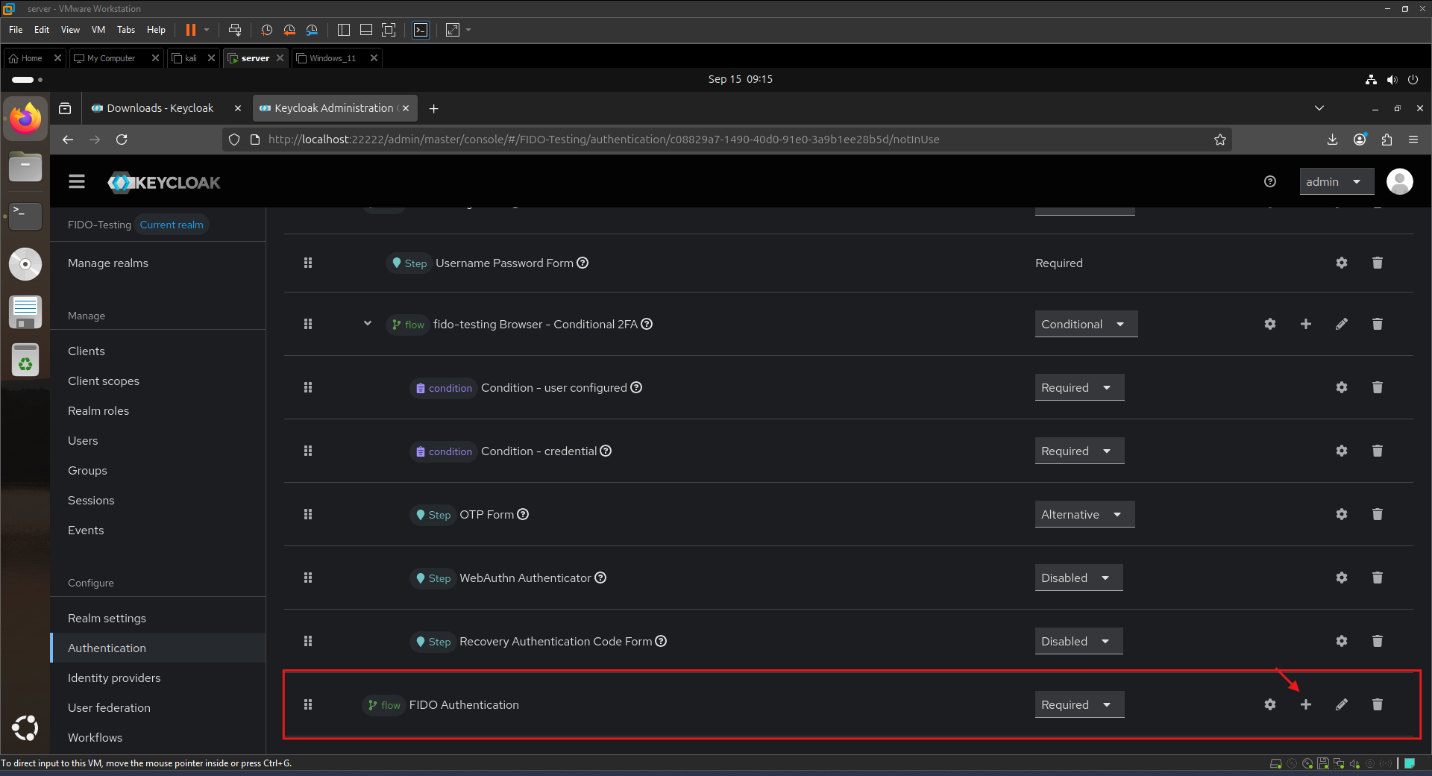 server - VMware Workstation
File Edit View VM Tabs Help
Home My Computer kali server Windows_11
Sep 15 09:15
Downloads - Keycloak Keycloak Administration
http://localhost:22222/admin/master/console/#/FIDO-Testing/authentication/c08829a7-1490-40d0-91e0-3a9b1ee28b5d/notInUse
KEYCLOAK admin
FIDO-Testing Current realm
Manage realms
Manage
Clients
Client scopes
Realm roles
Users
Groups
Sessions
Events
Configure
Realm settings
Authentication
Identity providers
User federation
Workflows
Step Username Password Form Required
flow fido-testing Browser - Conditional 2FA Conditional
condition Condition - user configured Required
condition Condition - credential Required
Step OTP Form Alternative
Step WebAuthn Authenticator Disabled
Step Recovery Authentication Code Form Disabled
flow FIDO Authentication Required
To direct input to this VM, move the mouse pointer inside or press Ctrl+G.